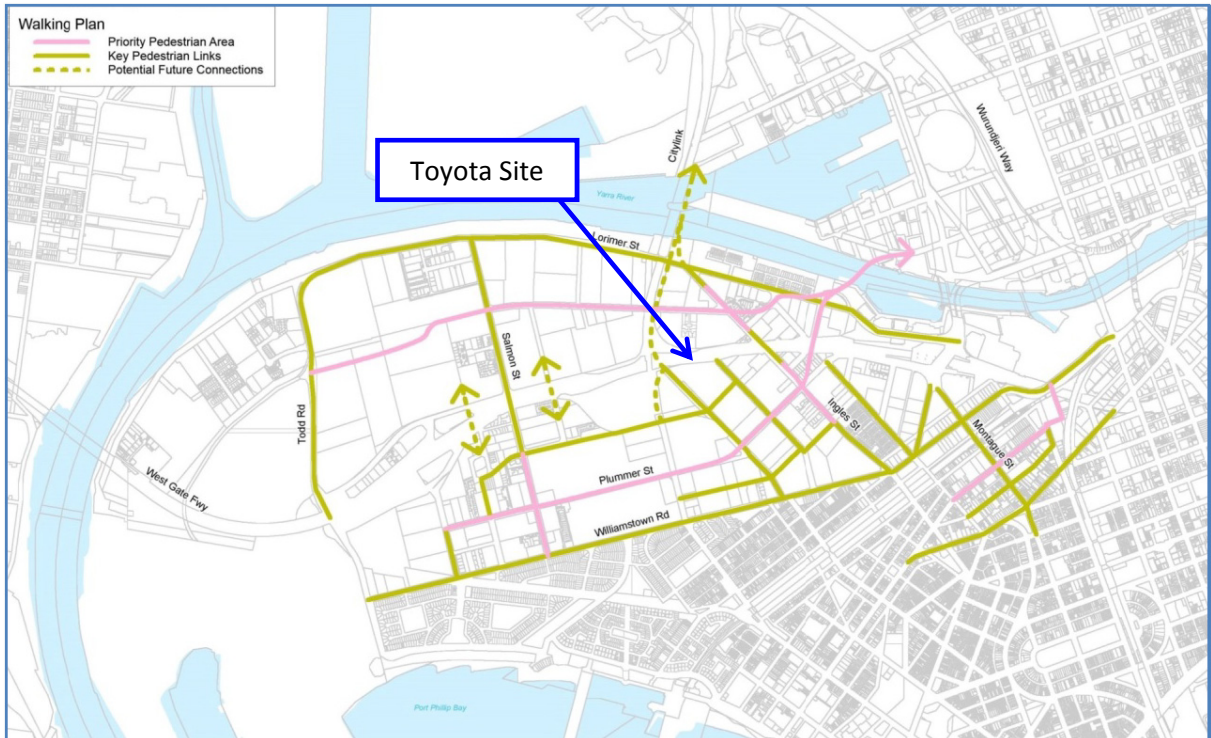 Walking Plan
Priority Pedestrian Area
Key Pedestrian Links
Potential Future Connections
Citylink
Wurundjeri Way
Toyota Site
Yarra River
Lorimer St
Salmon St
Todd Rd
Ingles St
Montague St
West Gate Fwy
Plummer St
Williamstown Rd
Port Phillip Bay